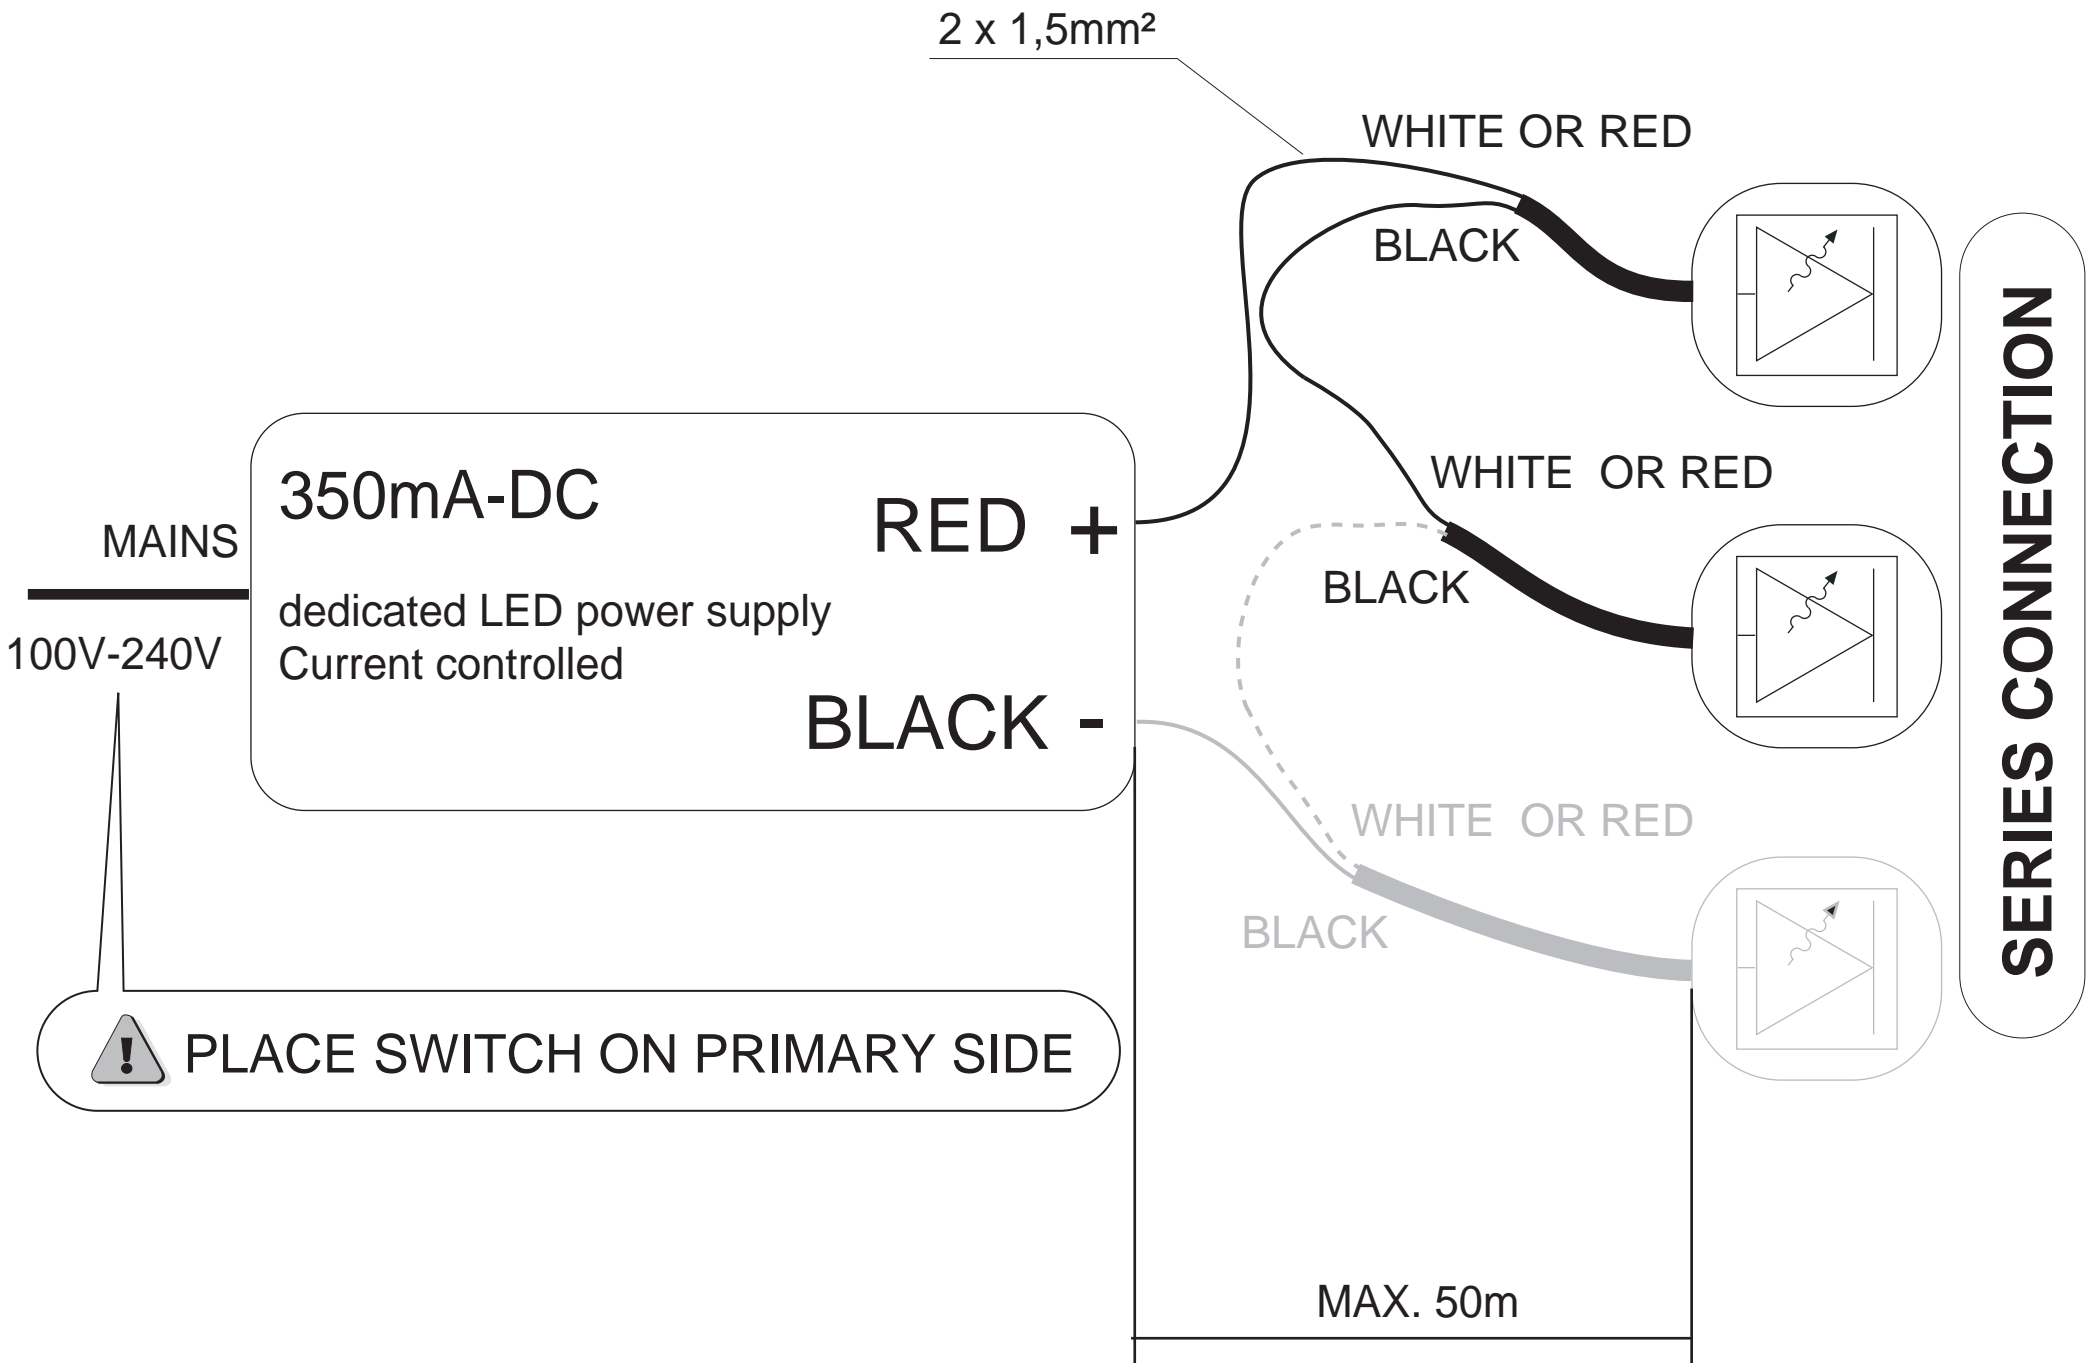 2 x 1,5mm²
WHITE OR RED
BLACK
350mA-DC
RED +
MAINS
dedicated LED power supply
100V-240V
Current controlled
BLACK -
WHITE OR RED
BLACK
WHITE OR RED
BLACK
SERIES CONNECTION
! PLACE SWITCH ON PRIMARY SIDE
MAX. 50m